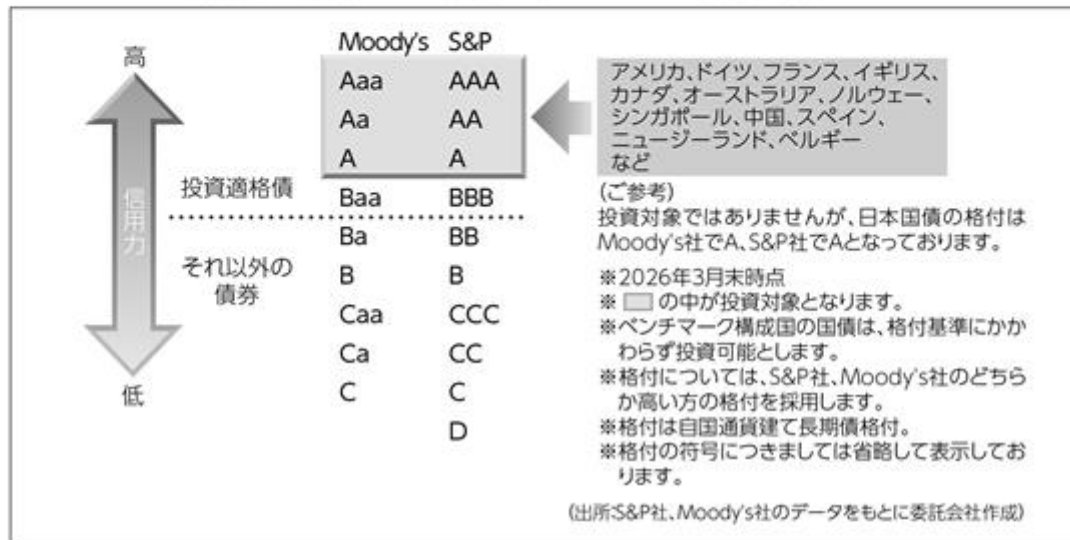 高
信用力
低
投資適格債
それ以外の
債券
Moody's S&P
Aaa AAA
Aa AA
A A
Baa BBB
Ba BB
B B
Caa CCC
Ca CC
C C
D
アメリカ、ドイツ、フランス、イギリス、
カナダ、オーストラリア、ノルウェー、
シンガポール、中国、スペイン、
ニュージーランド、ベルギー
など
(ご参考)
投資対象ではありませんが、日本国債の格付は
Moody's社でA、S&P社でAとなっております。
※2026年3月末時点
※ の中が投資対象となります。
※ベンチマーク構成国の国債は、格付基準にかか
わらず投資可能とします。
※格付については、S&P社、Moody's社のどちら
か高い方の格付を採用します。
※格付は自国通貨建て長期債格付。
※格付の符号につきましては省略して表示してお
ります。
(出所:S&P社、Moody's社のデータをもとに委託会社作成)